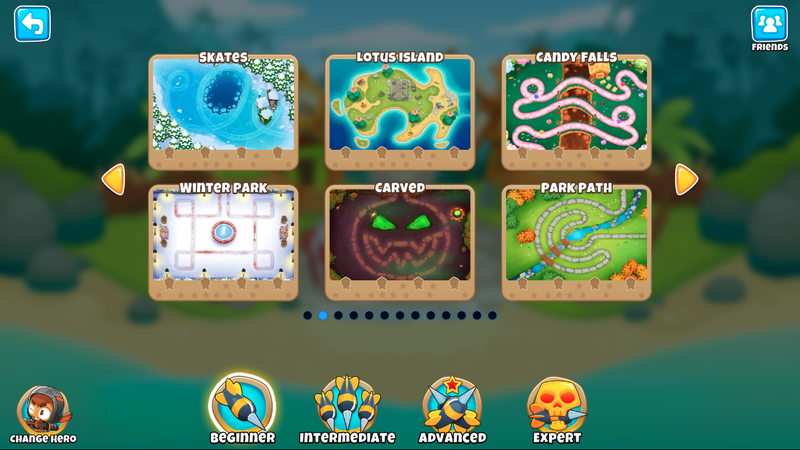 FRIENDS
SKATES
LOTUS ISLAND
CANDY FALLS
WINTER PARK
CARVED
PARK PATH
CHANGE HERO
BEGINNER
INTERMEDIATE
ADVANCED
EXPERT